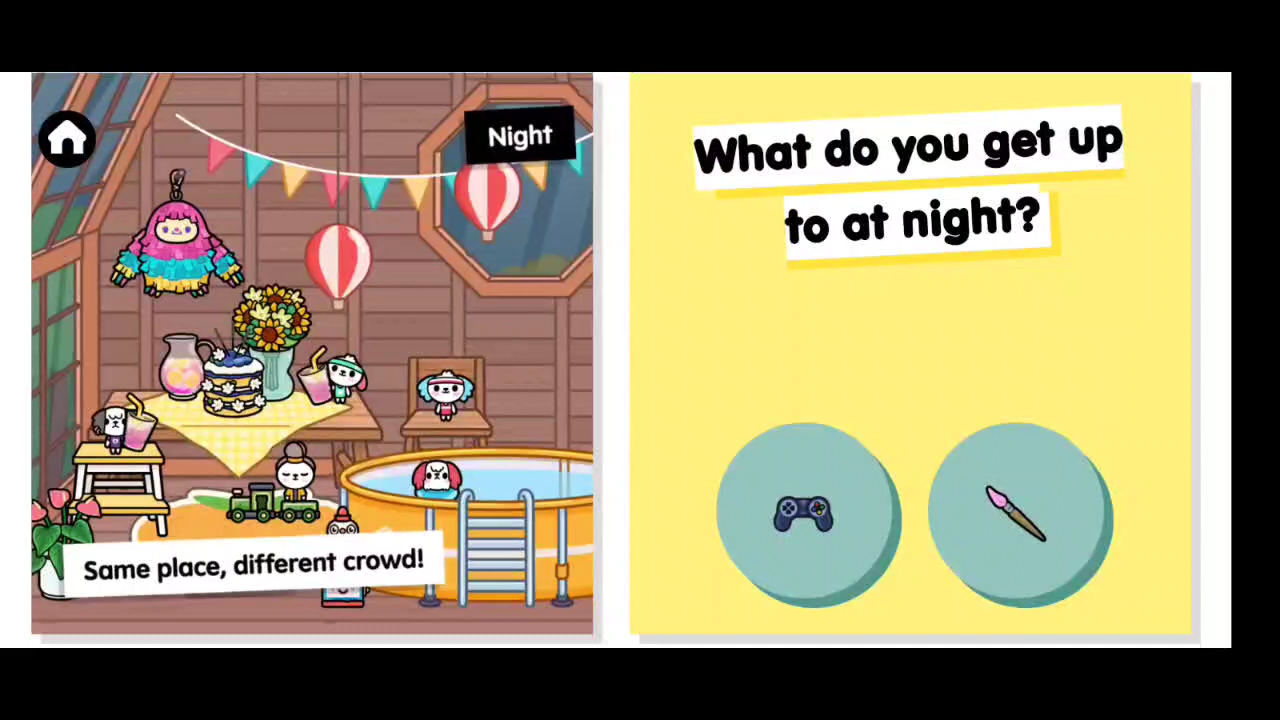 Night
Same place, different crowd!
What do you get up
to at night?